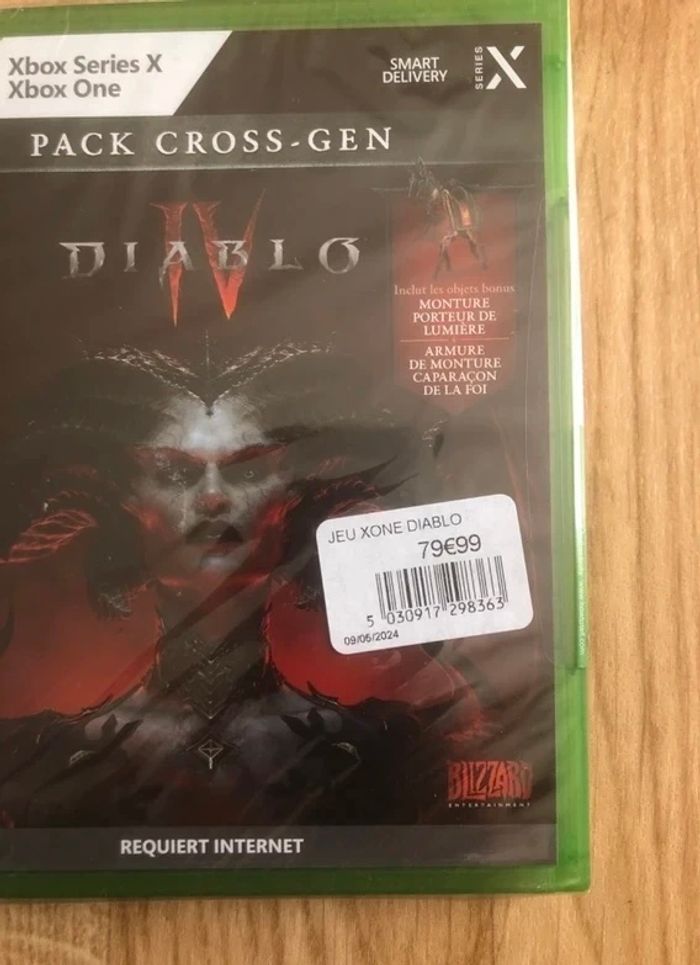 Xbox Series X
Xbox One
SMART
DELIVERY
SERIES
X
PACK CROSS-GEN
IV
DIABLO
Inclut les objets bonus
MONTURE
PORTEUR DE
LUMIÈRE
ARMURE
DE MONTURE
CAPARAÇON
DE LA FOI
JEU XONE DIABLO
79€99
5 030917 298363
09/05/2024
BLIZZARD
ENTERTAINMENT
REQUIERT INTERNET